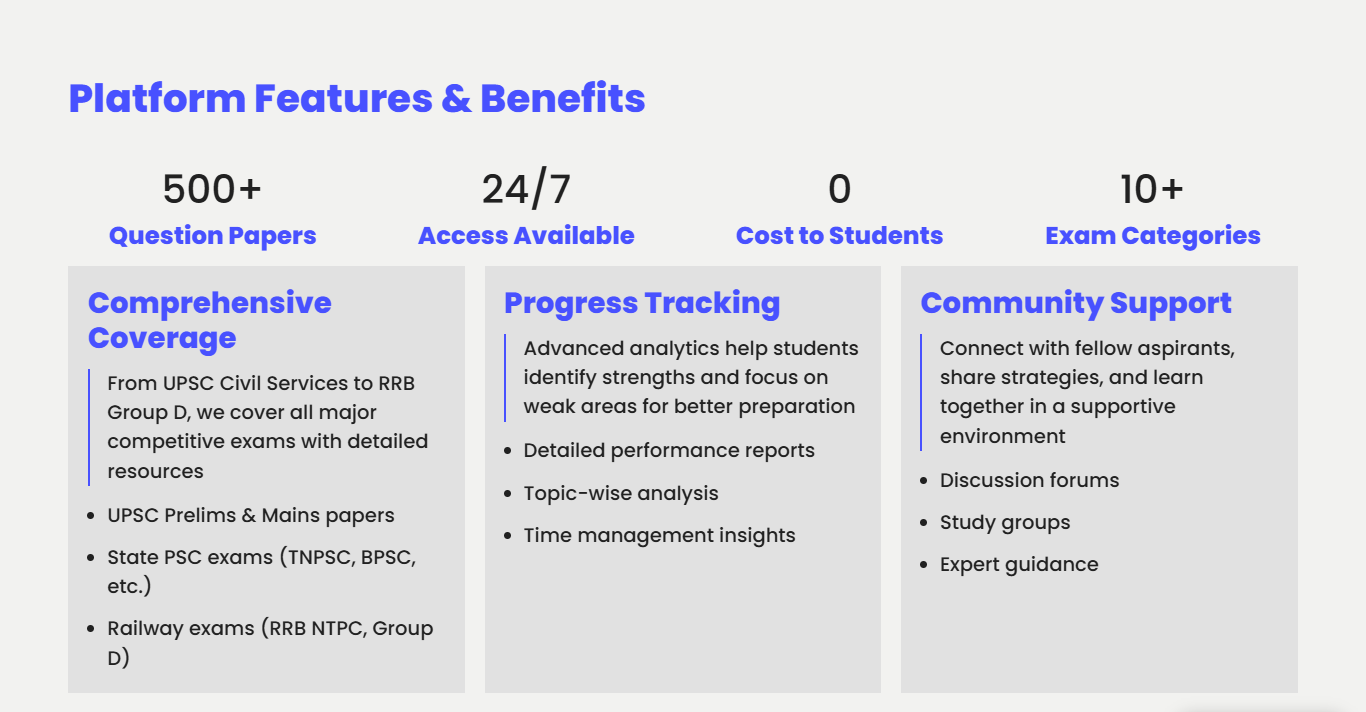 Platform Features & Benefits
500+
Question Papers
24/7
Access Available
0
Cost to Students
10+
Exam Categories
Comprehensive
Coverage
From UPSC Civil Services to RRB
Group D, we cover all major
competitive exams with detailed
resources
• UPSC Prelims & Mains papers
• State PSC exams (TNPSC, BPSC,
etc.)
• Railway exams (RRB NTPC, Group
D)
Progress Tracking
Advanced analytics help students
identify strengths and focus on
weak areas for better preparation
• Detailed performance reports
• Topic-wise analysis
• Time management insights
Community Support
Connect with fellow aspirants,
share strategies, and learn
together in a supportive
environment
• Discussion forums
• Study groups
• Expert guidance